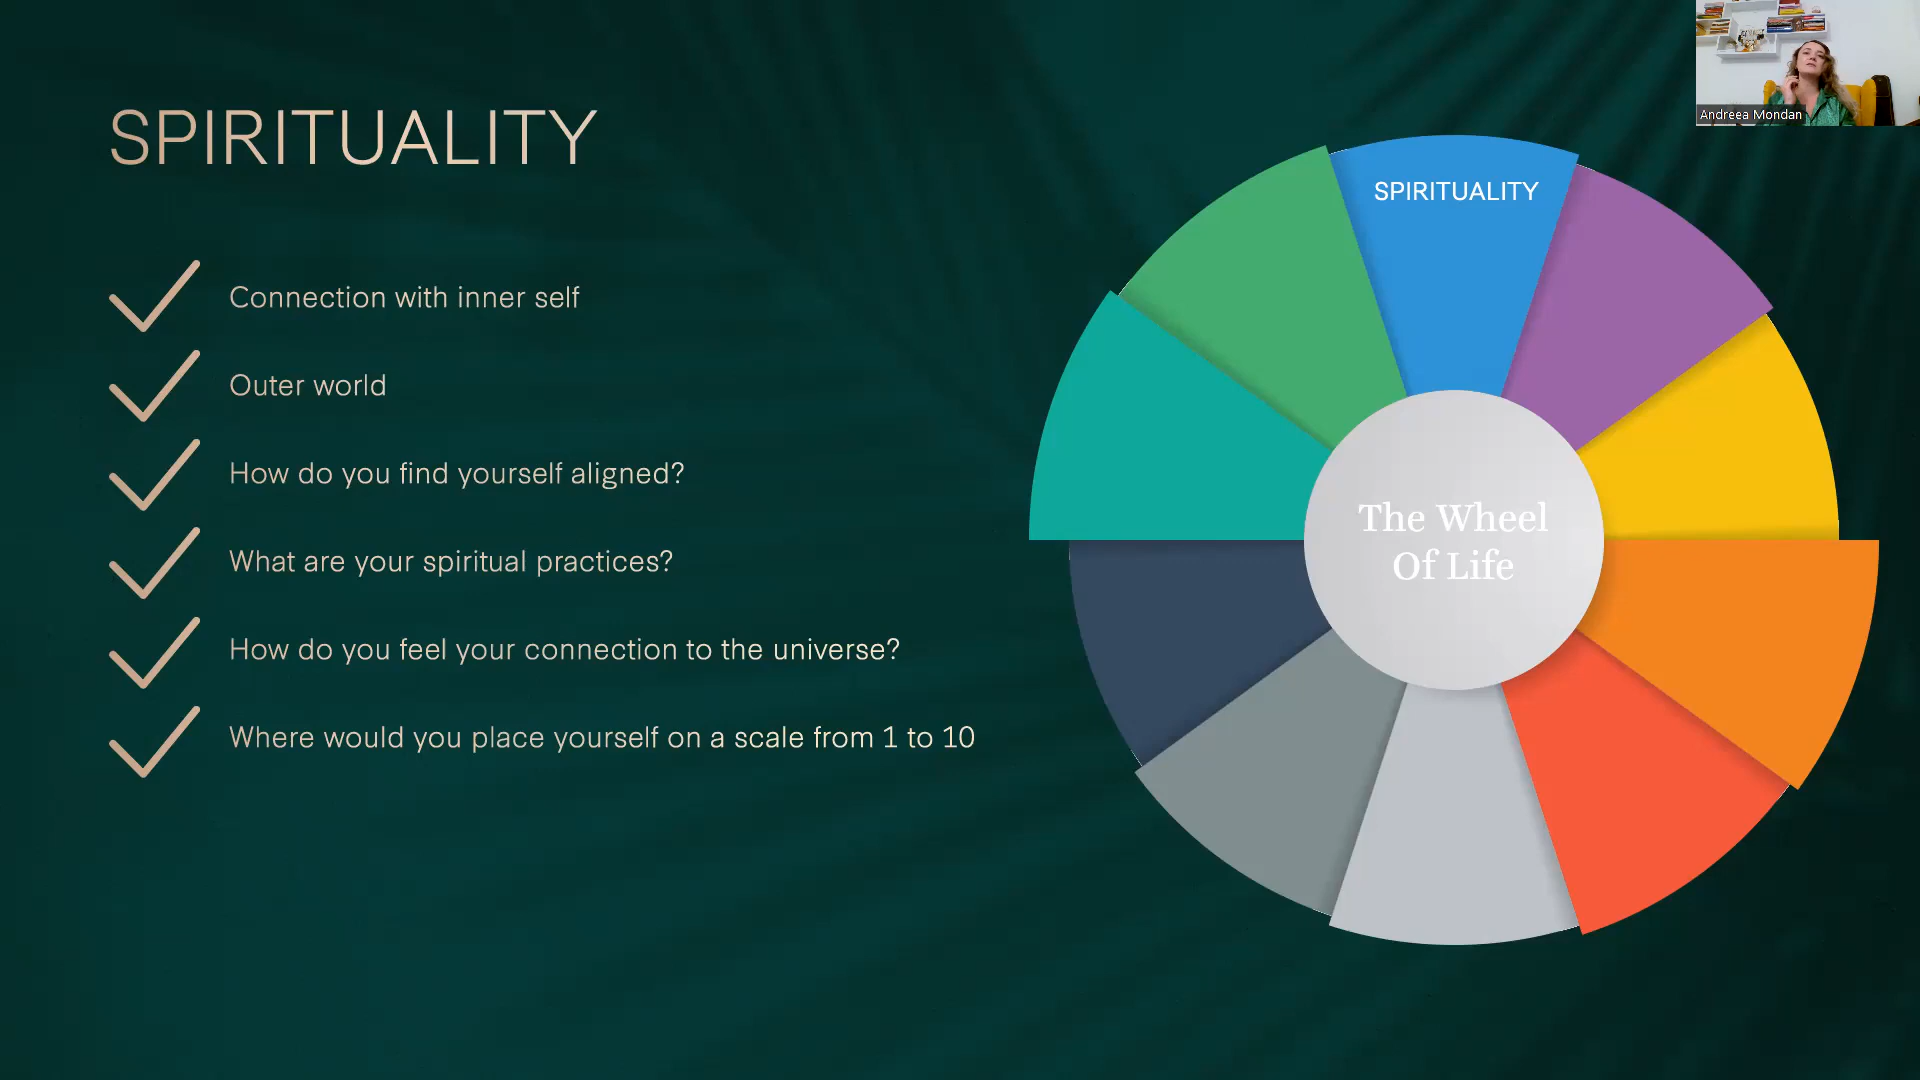 SPIRITUALITY
Connection with inner self
Outer world
How do you find yourself aligned?
What are your spiritual practices?
How do you feel your connection to the universe?
Where would you place yourself on a scale from 1 to 10
SPIRITUALITY
The Wheel
Of Life
Andreea Mondan